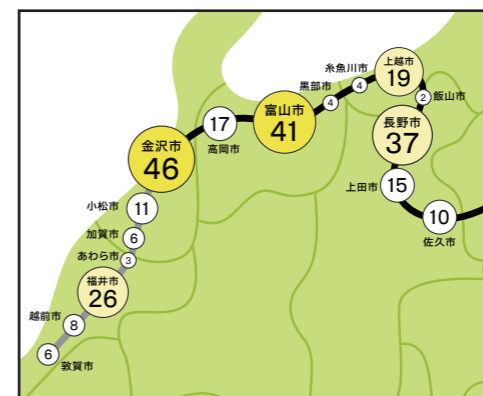 糸魚川市
4
上越市
19
黒部市
4
2
飯山市
富山市
41
17
高岡市
長野市
37
金沢市
46
上田市
15
10
佐久市
小松市
11
加賀市
6
あわら市
3
福井市
26
越前市
8
6
敦賀市